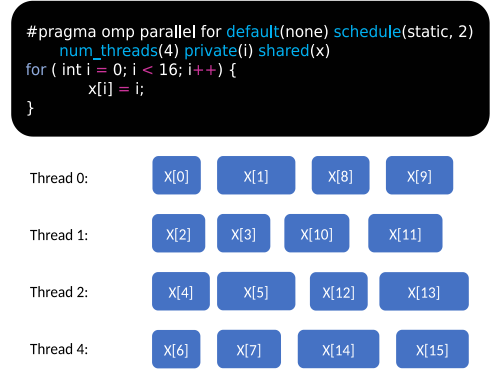 #pragma omp parallel for default(none) schedule(static, 2)
num_threads(4) private(i) shared(x)
for ( int i = 0; i < 16; i++) {
x[i] = i;
}
Thread 0: X[0] X[1] X[8] X[9]
Thread 1: X[2] X[3] X[10] X[11]
Thread 2: X[4] X[5] X[12] X[13]
Thread 4: X[6] X[7] X[14] X[15]